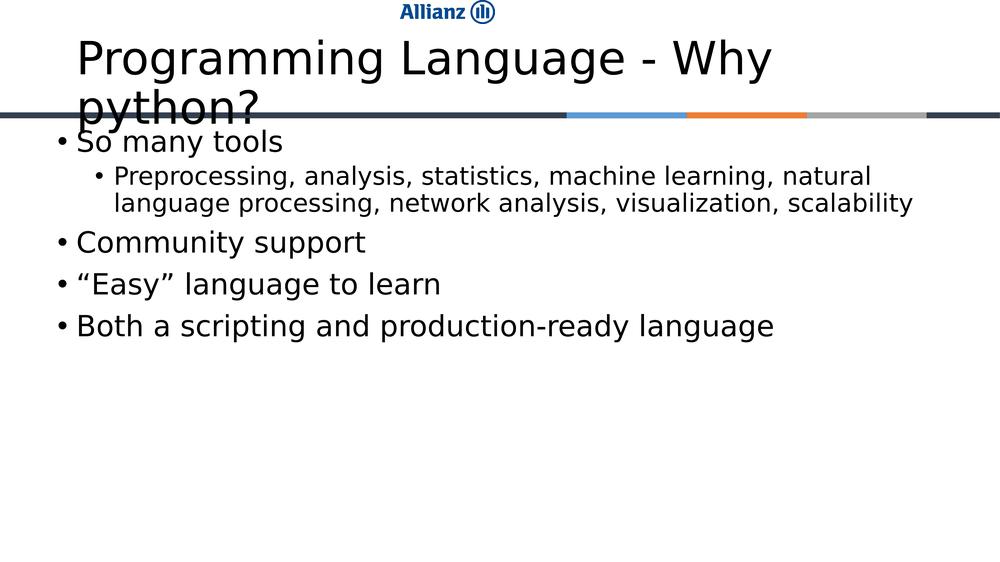 Allianz
Programming Language - Why
python?
• So many tools
• Preprocessing, analysis, statistics, machine learning, natural
language processing, network analysis, visualization, scalability
• Community support
• “Easy” language to learn
• Both a scripting and production-ready language